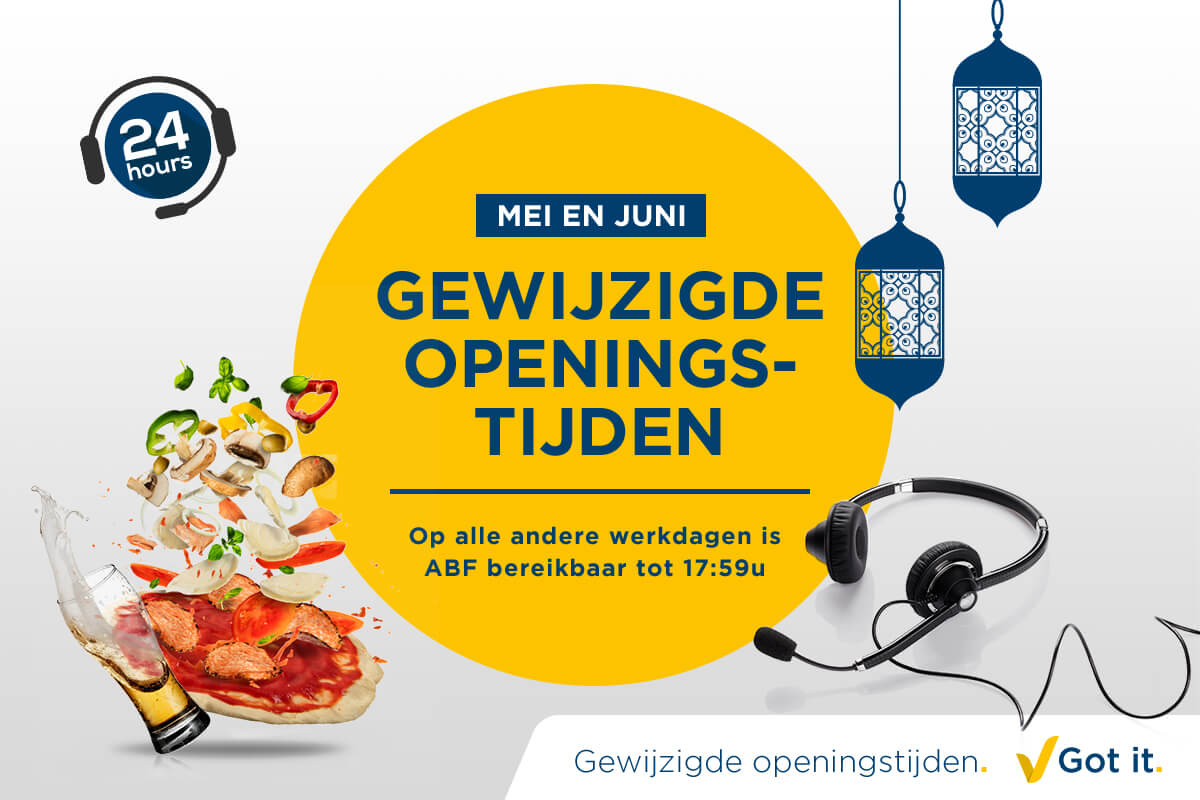 24
hours
MEI EN JUNI
GEWIJZIGDE
OPENINGS-
TIJDEN
Op alle andere werkdagen is
ABF bereikbaar tot 17:59u
Gewijzigde openingstijden.
Got it.